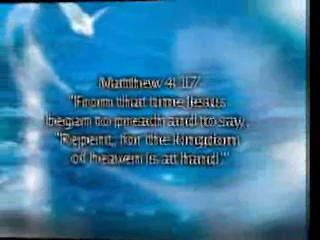 Matthew 4:17
"From that time Jesus
began to preach and to say,
"Repent, for the kingdom
of heaven is at hand""